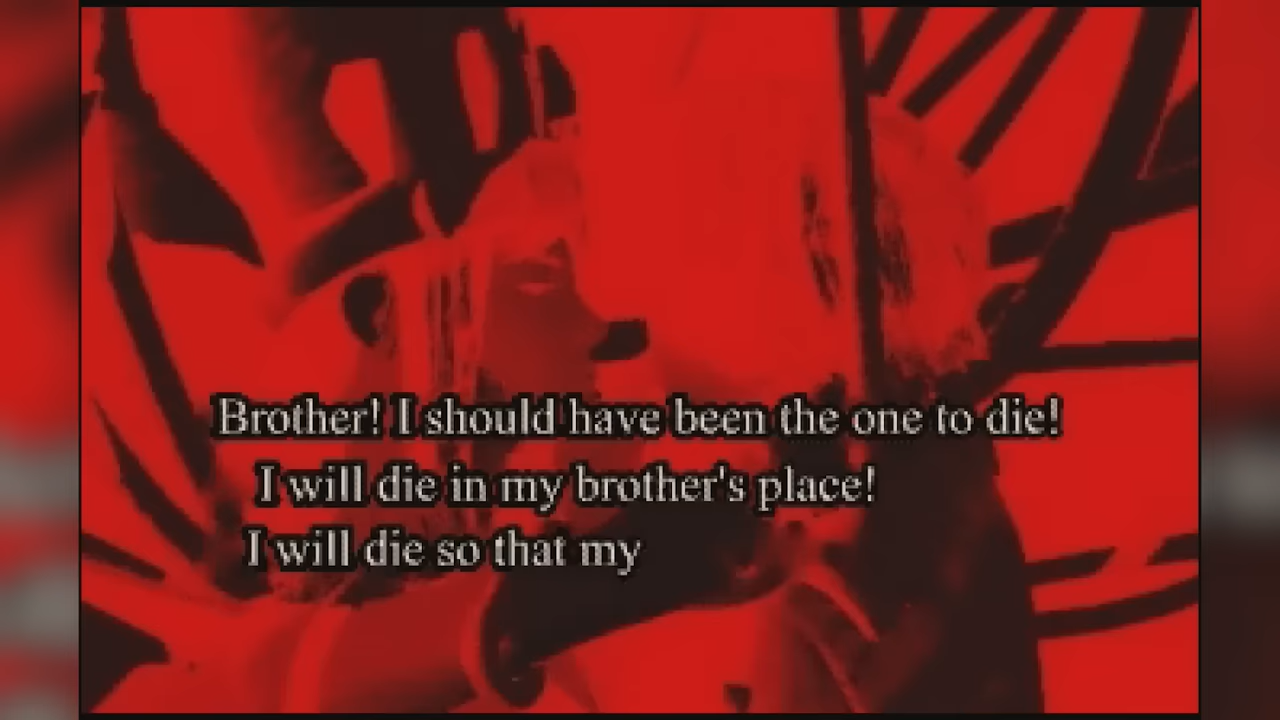 Brother! I should have been the one to die!
I will die in my brother's place!
I will die so that my